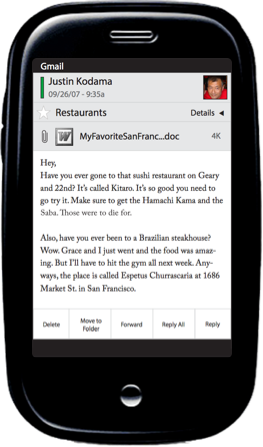 Gmail
Justin Kodama
09/26/07 - 9:35a
Restaurants
Details
MyFavoriteSanFranc...doc
4K
Hey,
Have you ever gone to that sushi restaurant on Geary
and 22nd? It's called Kitaro. It's so good you need to
go try it. Make sure to get the Hamachi Kama and the
Saba. Those were to die for.
Also, have you ever been to a Brazilian steakhouse?
Wow. Grace and I just went and the food was amaz-
ing. But I'll have to hit the gym all next week. Any-
ways, the place is called Espetus Churrascaria at 1686
Market St. in San Francisco.
Delete
Move to
Folder
Forward
Reply All
Reply